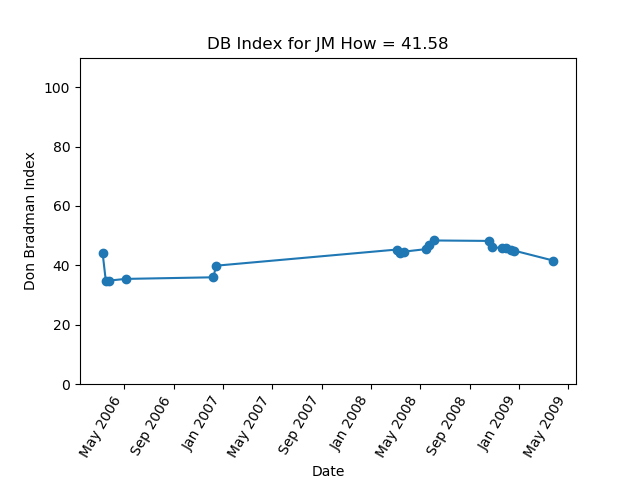 DB Index for JM How = 41.58
Don Bradman Index
100
80
60
40
20
0
May 2006
Sep 2006
Jan 2007
May 2007
Sep 2007
Jan 2008
May 2008
Sep 2008
Jan 2009
May 2009
Date